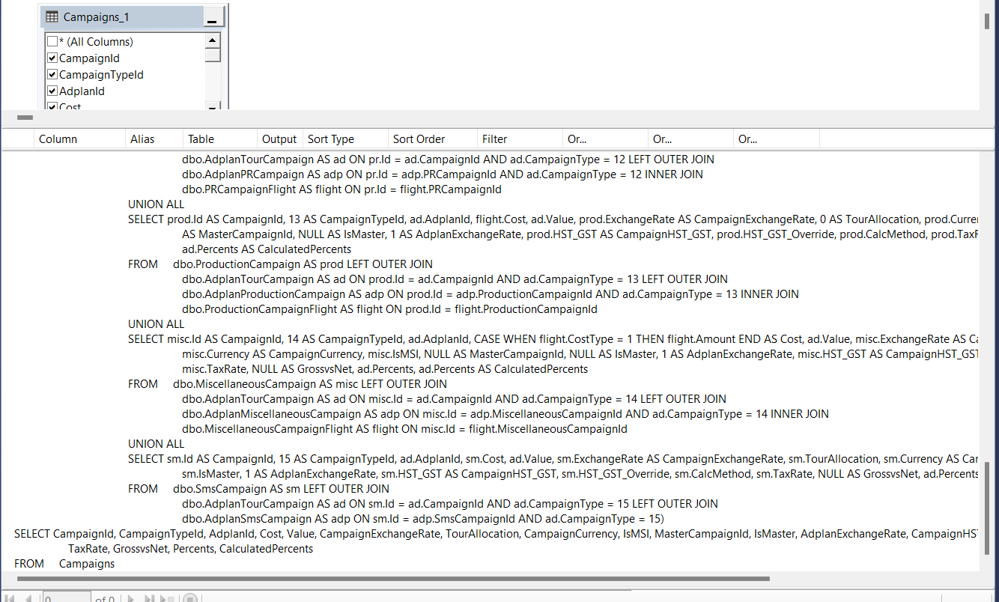 Campaigns_1
* (All Columns)
CampaignId
CampaignTypeId
AdplanId
Cost
Column Alias Table Output Sort Type Sort Order Filter Or... Or... Or...
dbo.AdplanTourCampaign AS ad ON pr.Id = ad.CampaignId AND ad.CampaignType = 12 LEFT OUTER JOIN
dbo.AdplanPRCampaign AS adp ON pr.Id = adp.PRCampaignId AND ad.CampaignType = 12 INNER JOIN
dbo.PRCampaignFlight AS flight ON pr.Id = flight.PRCampaignId
UNION ALL
SELECT prod.Id AS CampaignId, 13 AS CampaignTypeId, ad.AdplanId, flight.Cost, ad.Value, prod.ExchangeRate AS CampaignExchangeRate, 0 AS TourAllocation, prod.Curre
AS MasterCampaignId, NULL AS IsMaster, 1 AS AdplanExchangeRate, prod.HST_GST AS CampaignHST_GST, prod.HST_GST_Override, prod.CalcMethod, prod.TaxR
ad.Percents AS CalculatedPercents
FROM dbo.ProductionCampaign AS prod LEFT OUTER JOIN
dbo.AdplanTourCampaign AS ad ON prod.Id = ad.CampaignId AND ad.CampaignType = 13 LEFT OUTER JOIN
dbo.AdplanProductionCampaign AS adp ON prod.Id = adp.ProductionCampaignId AND ad.CampaignType = 13 INNER JOIN
dbo.ProductionCampaignFlight AS flight ON prod.Id = flight.ProductionCampaignId
UNION ALL
SELECT misc.Id AS CampaignId, 14 AS CampaignTypeId, ad.AdplanId, CASE WHEN flight.CostType = 1 THEN flight.Amount END AS Cost, ad.Value, misc.ExchangeRate AS Ca
misc.Currency AS CampaignCurrency, misc.IsMSI, NULL AS MasterCampaignId, NULL AS IsMaster, 1 AS AdplanExchangeRate, misc.HST_GST AS CampaignHST_GST
misc.TaxRate, NULL AS GrossvsNet, ad.Percents, ad.Percents AS CalculatedPercents
FROM dbo.MiscellaneousCampaign AS misc LEFT OUTER JOIN
dbo.AdplanTourCampaign AS ad ON misc.Id = ad.CampaignId AND ad.CampaignType = 14 LEFT OUTER JOIN
dbo.AdplanMiscellaneousCampaign AS adp ON misc.Id = adp.MiscellaneousCampaignId AND ad.CampaignType = 14 INNER JOIN
dbo.MiscellaneousCampaignFlight AS flight ON misc.Id = flight.MiscellaneousCampaignId
UNION ALL
SELECT sm.Id AS CampaignId, 15 AS CampaignTypeId, ad.AdplanId, sm.Cost, ad.Value, sm.ExchangeRate AS CampaignExchangeRate, sm.TourAllocation, sm.Currency AS Car
sm.IsMaster, 1 AS AdplanExchangeRate, sm.HST_GST AS CampaignHST_GST, sm.HST_GST_Override, sm.CalcMethod, sm.TaxRate, NULL AS GrossvsNet, ad.Percents
FROM dbo.SmsCampaign AS sm LEFT OUTER JOIN
dbo.AdplanTourCampaign AS ad ON sm.Id = ad.CampaignId AND ad.CampaignType = 15 LEFT OUTER JOIN
dbo.AdplanSmsCampaign AS adp ON sm.Id = adp.SmsCampaignId AND ad.CampaignType = 15)
SELECT CampaignId, CampaignTypeId, AdplanId, Cost, Value, CampaignExchangeRate, TourAllocation, CampaignCurrency, IsMSI, MasterCampaignId, IsMaster, AdplanExchangeRate, CampaignHST
TaxRate, GrossvsNet, Percents, CalculatedPercents
FROM Campaigns
0 of 0